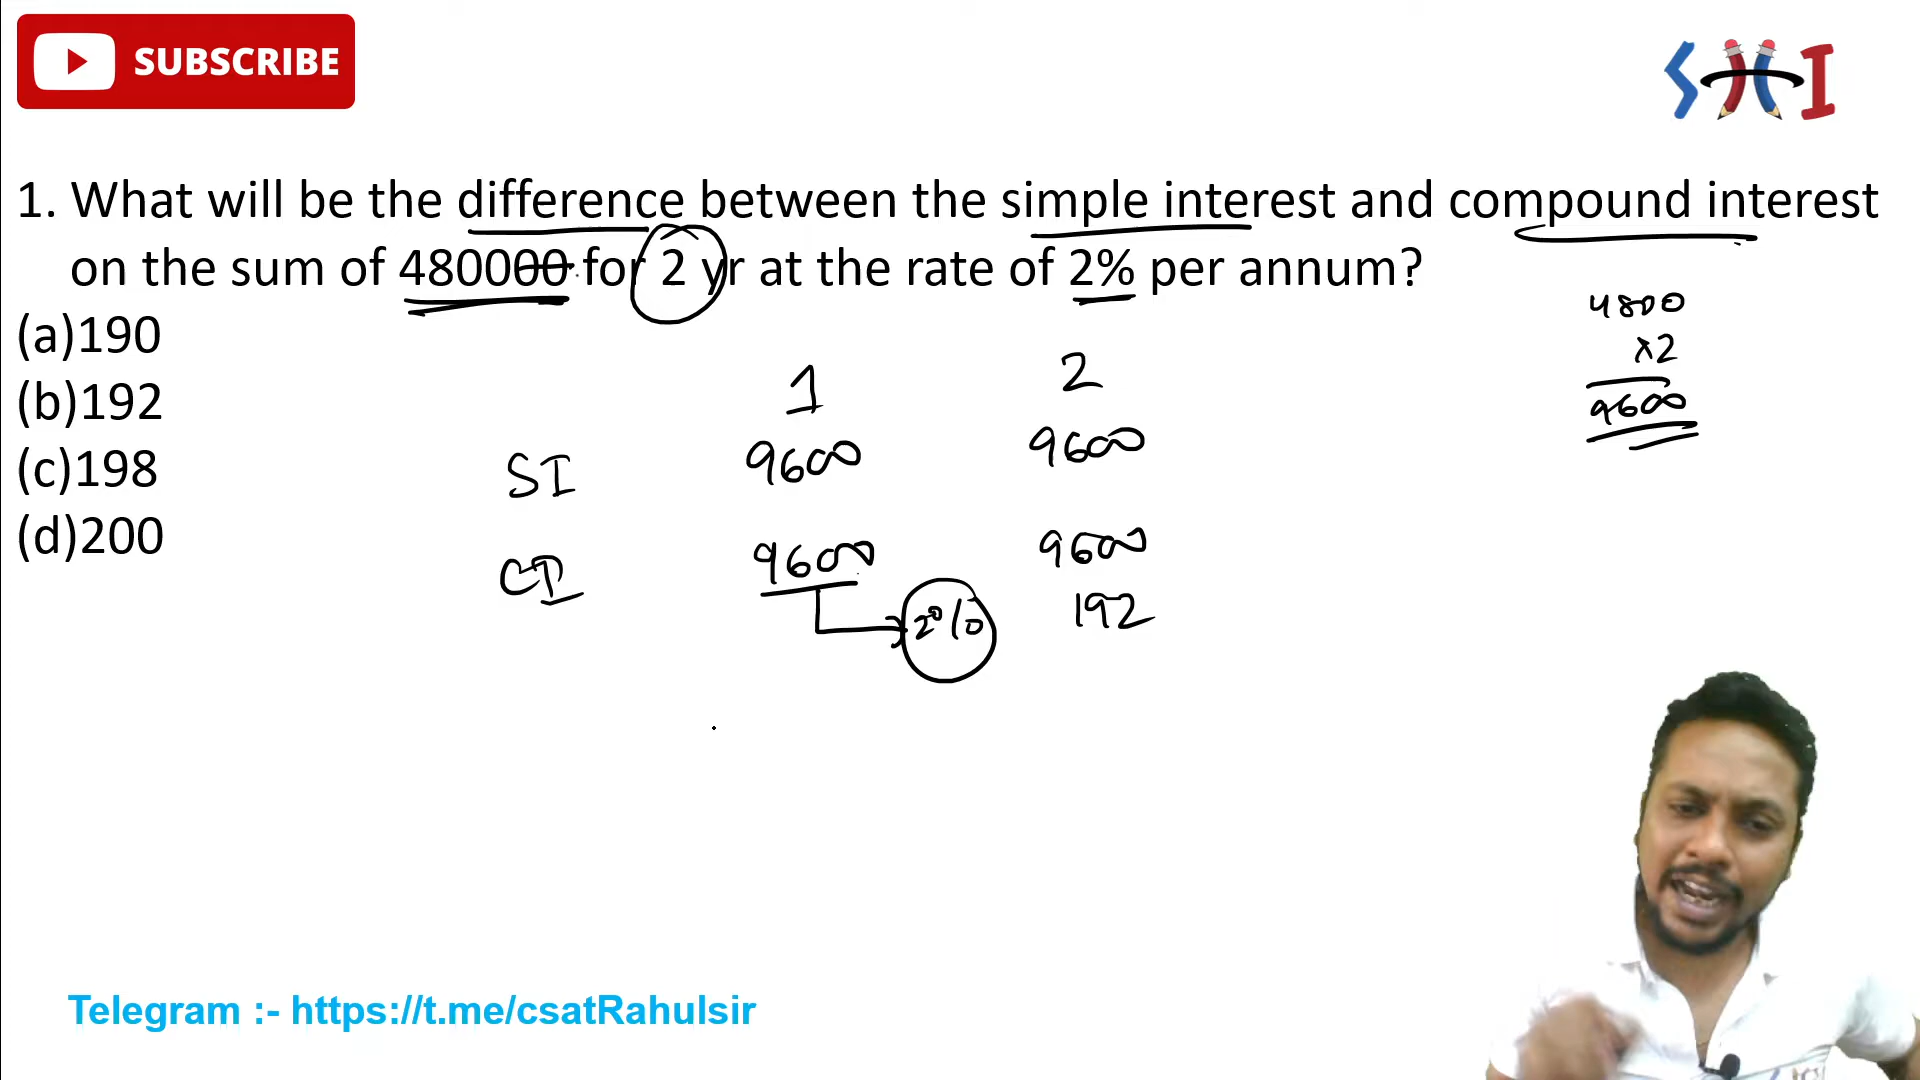 SUBSCRIBE
SHI
1. What will be the difference between the simple interest and compound interest
on the sum of 480000 for 2 yr at the rate of 2% per annum?
(a)190
(b)192
(c)198
(d)200
4800
×2
9600
1 2
SI 9600 9600
CI 9600 9600
2% 192
Telegram :- https://t.me/csatRahulsir